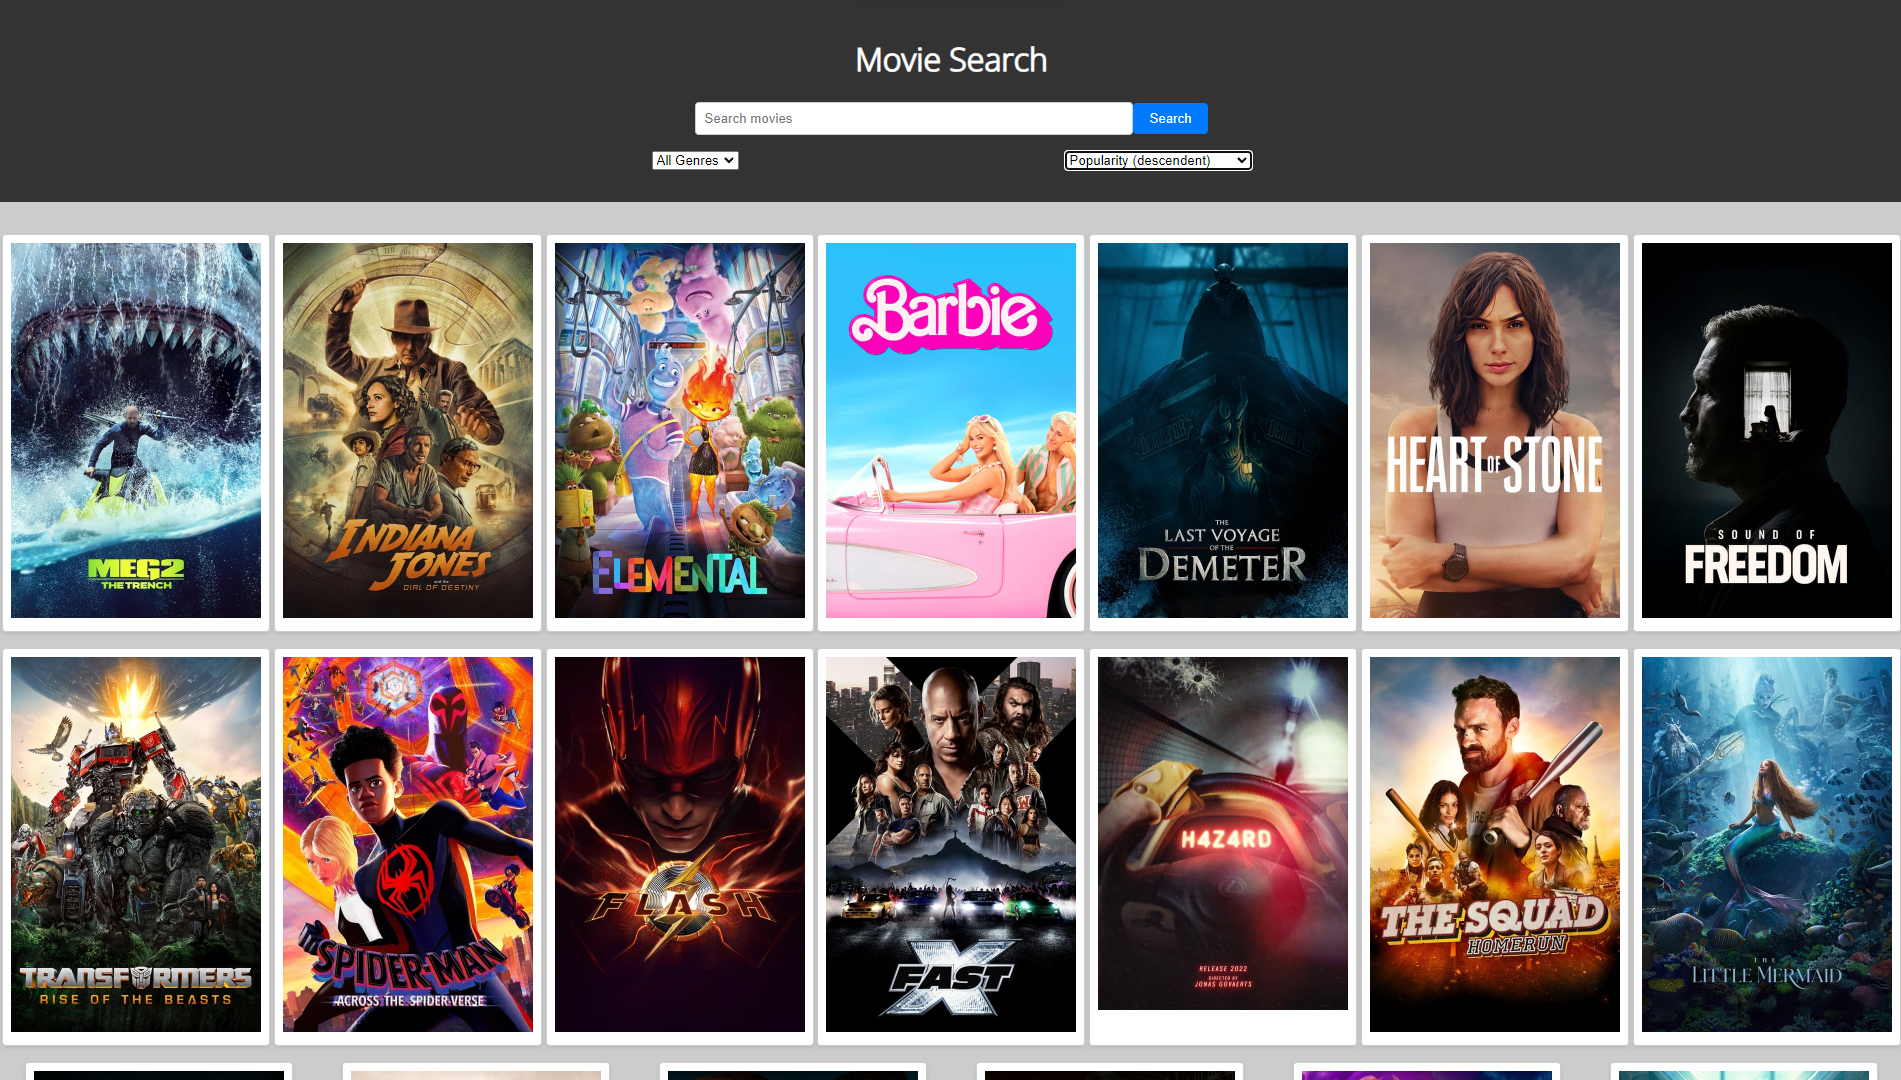 Movie Search
Search movies
Search
All Genres
Popularity (descendent)
MEG2
THE TRENCH
INDIANA
JONES
and the
DIAL OF DESTINY
ELEMENTAL
Barbie
THE
LAST VOYAGE
OF THE
DEMETER
HEART OF STONE
SOUND OF
FREEDOM
TRANSFORMERS
RISE OF THE BEASTS
SPIDER-MAN
ACROSS THE SPIDER-VERSE
FLASH
FAST X
H4Z4RD
RELEASE 2022
DIRECTED BY
JONAS GOVAERTS
THE SQUAD
HOMERUN
THE
LITTLE MERMAID